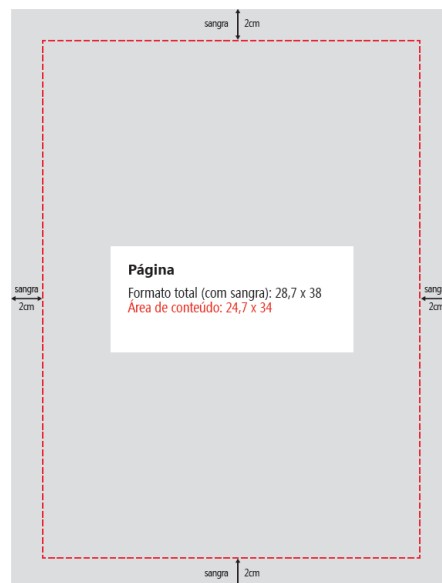 sangra 2cm
Página
Formato total (com sangra): 28,7 x 38
Área de conteúdo: 24,7 x 34
sangra
2cm
sangra
2cm
sangra 2cm